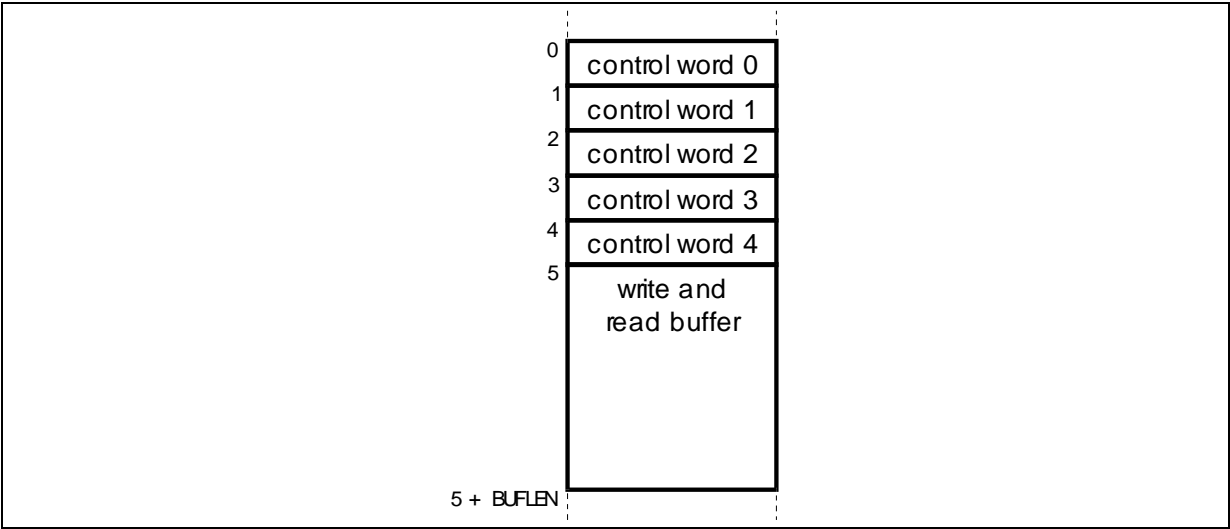 0
control word 0
1
control word 1
2
control word 2
3
control word 3
4
control word 4
5
write and
read buffer
5 + BUFLEN